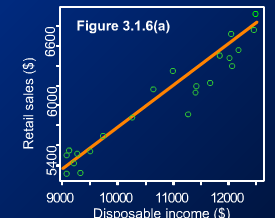 Figure 3.1.6(a)
Retail sales ($)
6600
6000
5400
9000 10000 11000 12000
Disposable income ($)